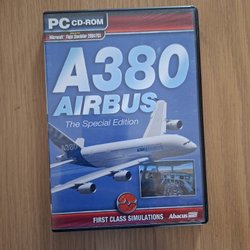 PC CD-ROM
Microsoft Flight Simulator 2004/FSX
A380
AIRBUS
The Special Edition
FIRST CLASS SIMULATIONS
Abacus